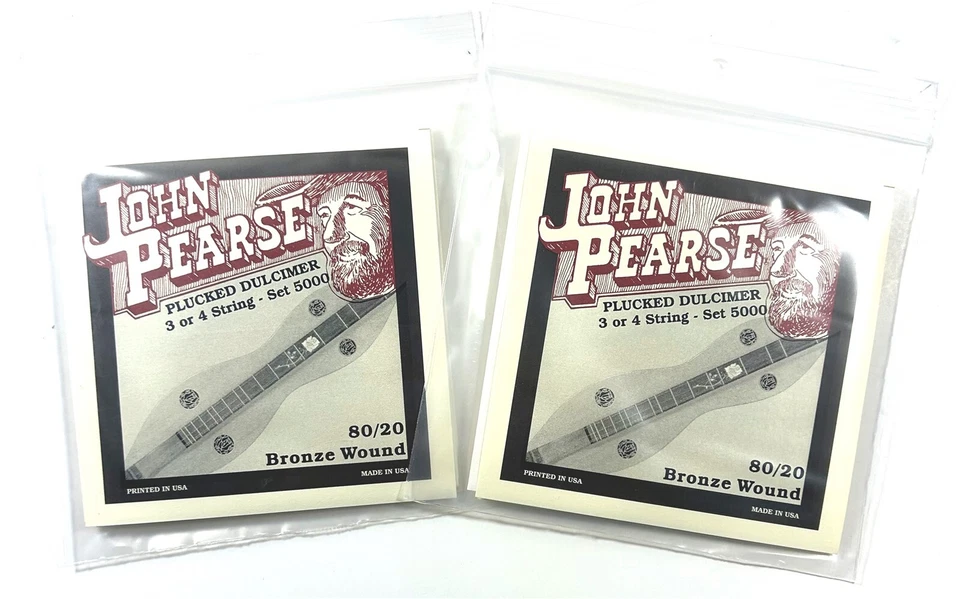 JOHN
PEARSE
PLUCKED DULCIMER
3 or 4 String - Set 5000
80/20
Bronze Wound
PRINTED IN USA
MADE IN USA
JOHN
PEARSE
PLUCKED DULCIMER
3 or 4 String - Set 5000
80/20
Bronze Wound
PRINTED IN USA
MADE IN USA